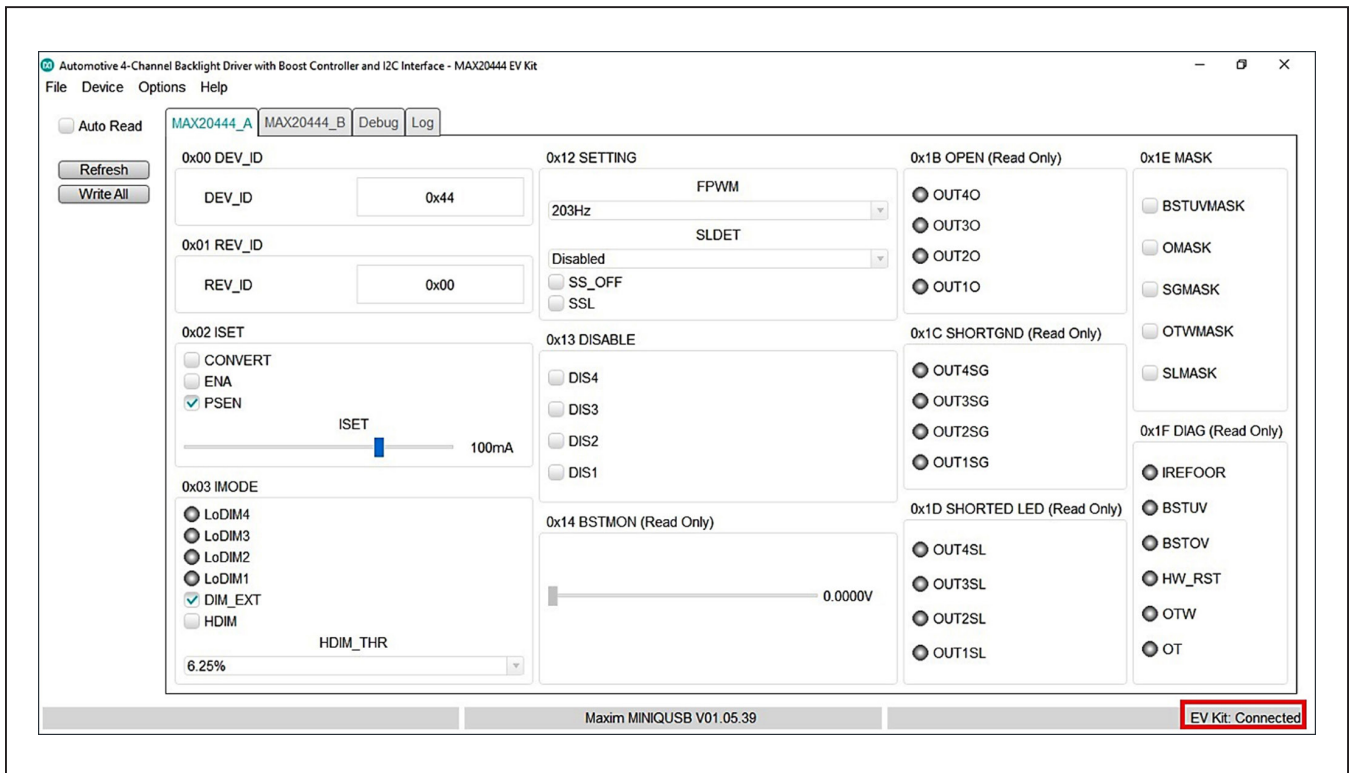 Automotive 4-Channel Backlight Driver with Boost Controller and I2C Interface - MAX20444 EV Kit
File Device Options Help
Auto Read
Refresh
Write All
MAX20444_A MAX20444_B Debug Log
0x00 DEV_ID
DEV_ID 0x44
0x01 REV_ID
REV_ID 0x00
0x02 ISET
CONVERT
ENA
PSEN
ISET
100mA
0x03 IMODE
LoDIM4
LoDIM3
LoDIM2
LoDIM1
DIM_EXT
HDIM
HDIM_THR
6.25%
0x12 SETTING
FPWM
203Hz
SLDET
Disabled
SS_OFF
SSL
0x13 DISABLE
DIS4
DIS3
DIS2
DIS1
0x14 BSTMON (Read Only)
0.0000V
0x1B OPEN (Read Only)
OUT4O
OUT3O
OUT2O
OUT1O
0x1C SHORTGND (Read Only)
OUT4SG
OUT3SG
OUT2SG
OUT1SG
0x1D SHORTED LED (Read Only)
OUT4SL
OUT3SL
OUT2SL
OUT1SL
0x1E MASK
BSTUVMASK
OMASK
SGMASK
OTWMASK
SLMASK
0x1F DIAG (Read Only)
IREFOOR
BSTUV
BSTOV
HW_RST
OTW
OT
Maxim MINIQUSB V01.05.39
EV Kit: Connected